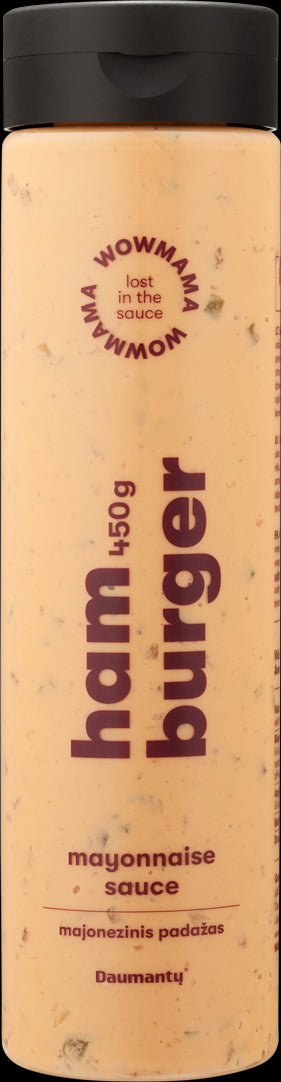 WOWMAMA
lost
in the
sauce
WOWMAMA
ham 450g
burger
mayonnaise
sauce
majonezinis padažas
Daumantų